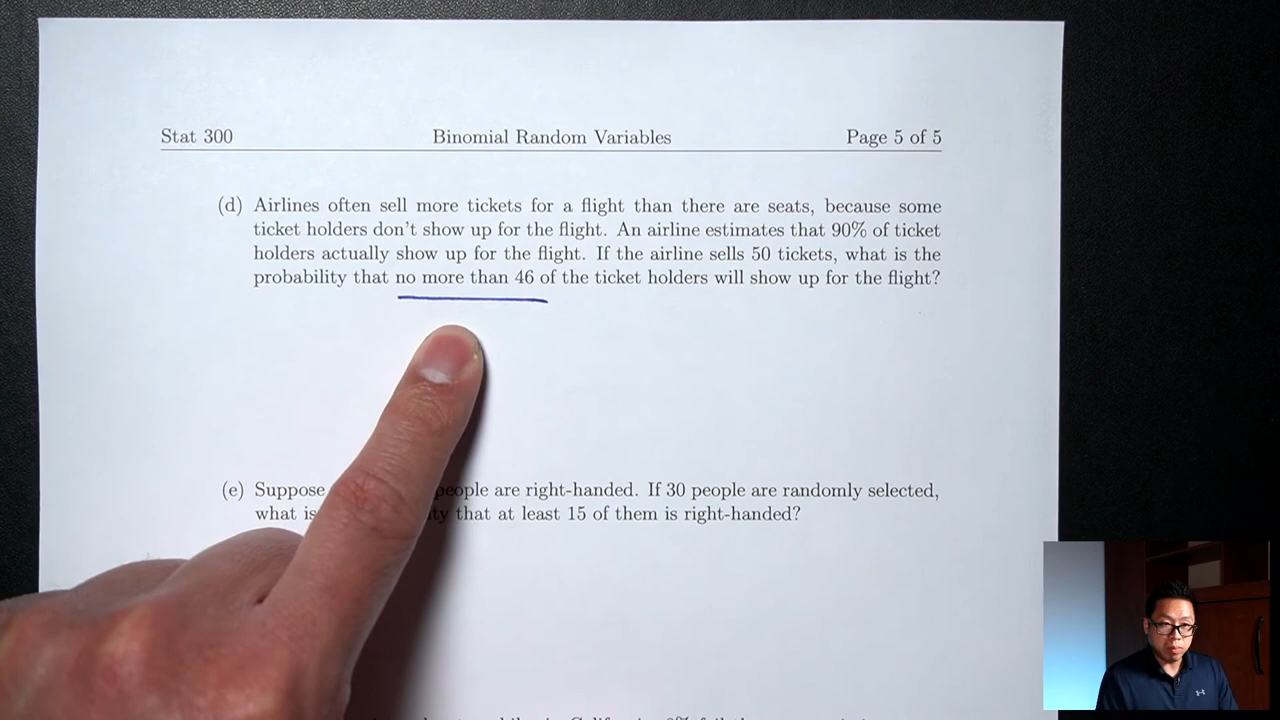 Stat 300 Binomial Random Variables Page 5 of 5
(d) Airlines often sell more tickets for a flight than there are seats, because some
ticket holders don't show up for the flight. An airline estimates that 90% of ticket
holders actually show up for the flight. If the airline sells 50 tickets, what is the
probability that no more than 46 of the ticket holders will show up for the flight?
(e) Suppose people are right-handed. If 30 people are randomly selected,
what is that at least 15 of them is right-handed?